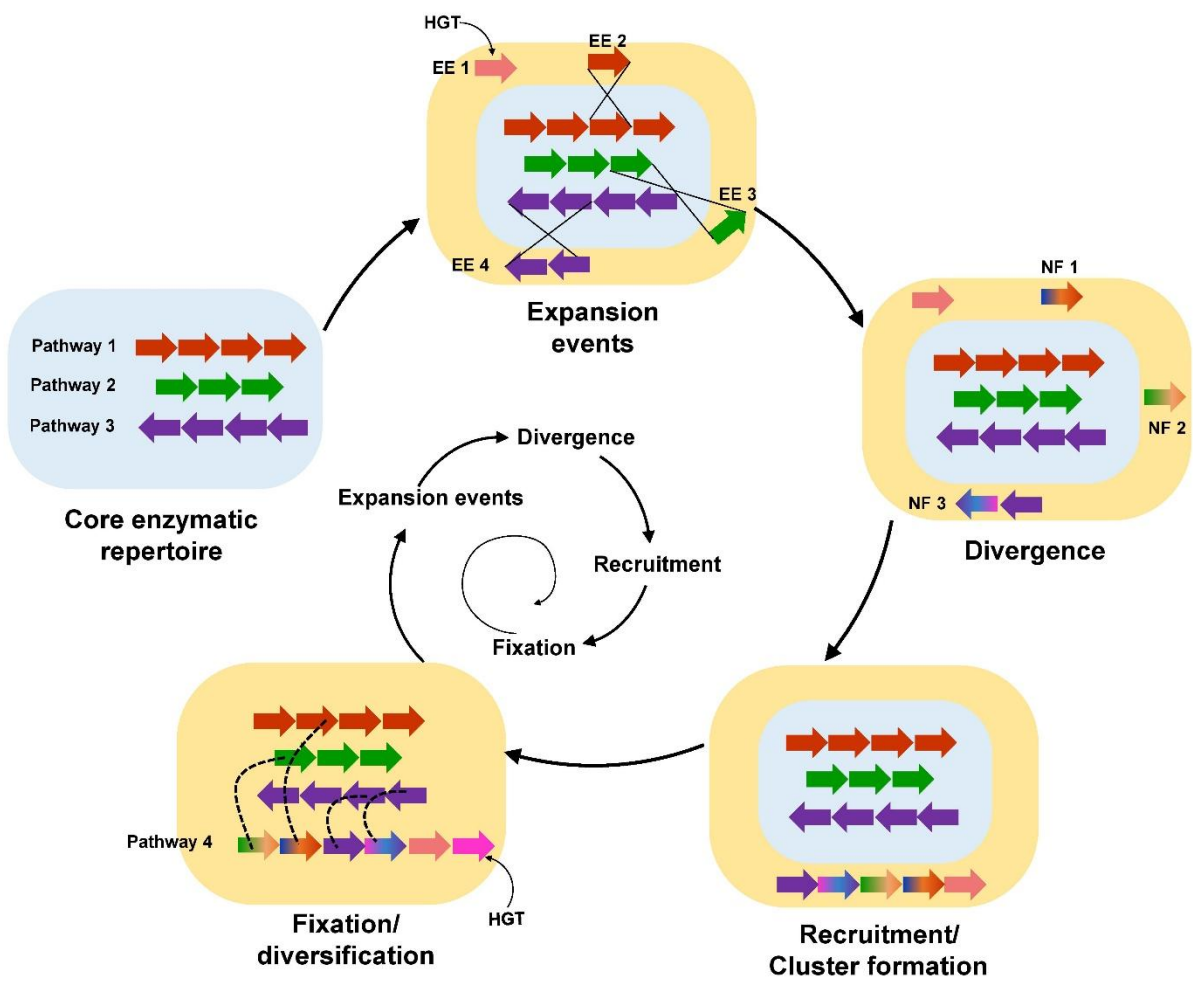 HGT
EE 1
EE 2
EE 3
EE 4
Expansion
events
Pathway 1
Pathway 2
Pathway 3
Core enzymatic
repertoire
NF 1
NF 2
NF 3
Divergence
Divergence
Expansion events
Recruitment
Fixation
Pathway 4
HGT
Fixation/
diversification
Recruitment/
Cluster formation